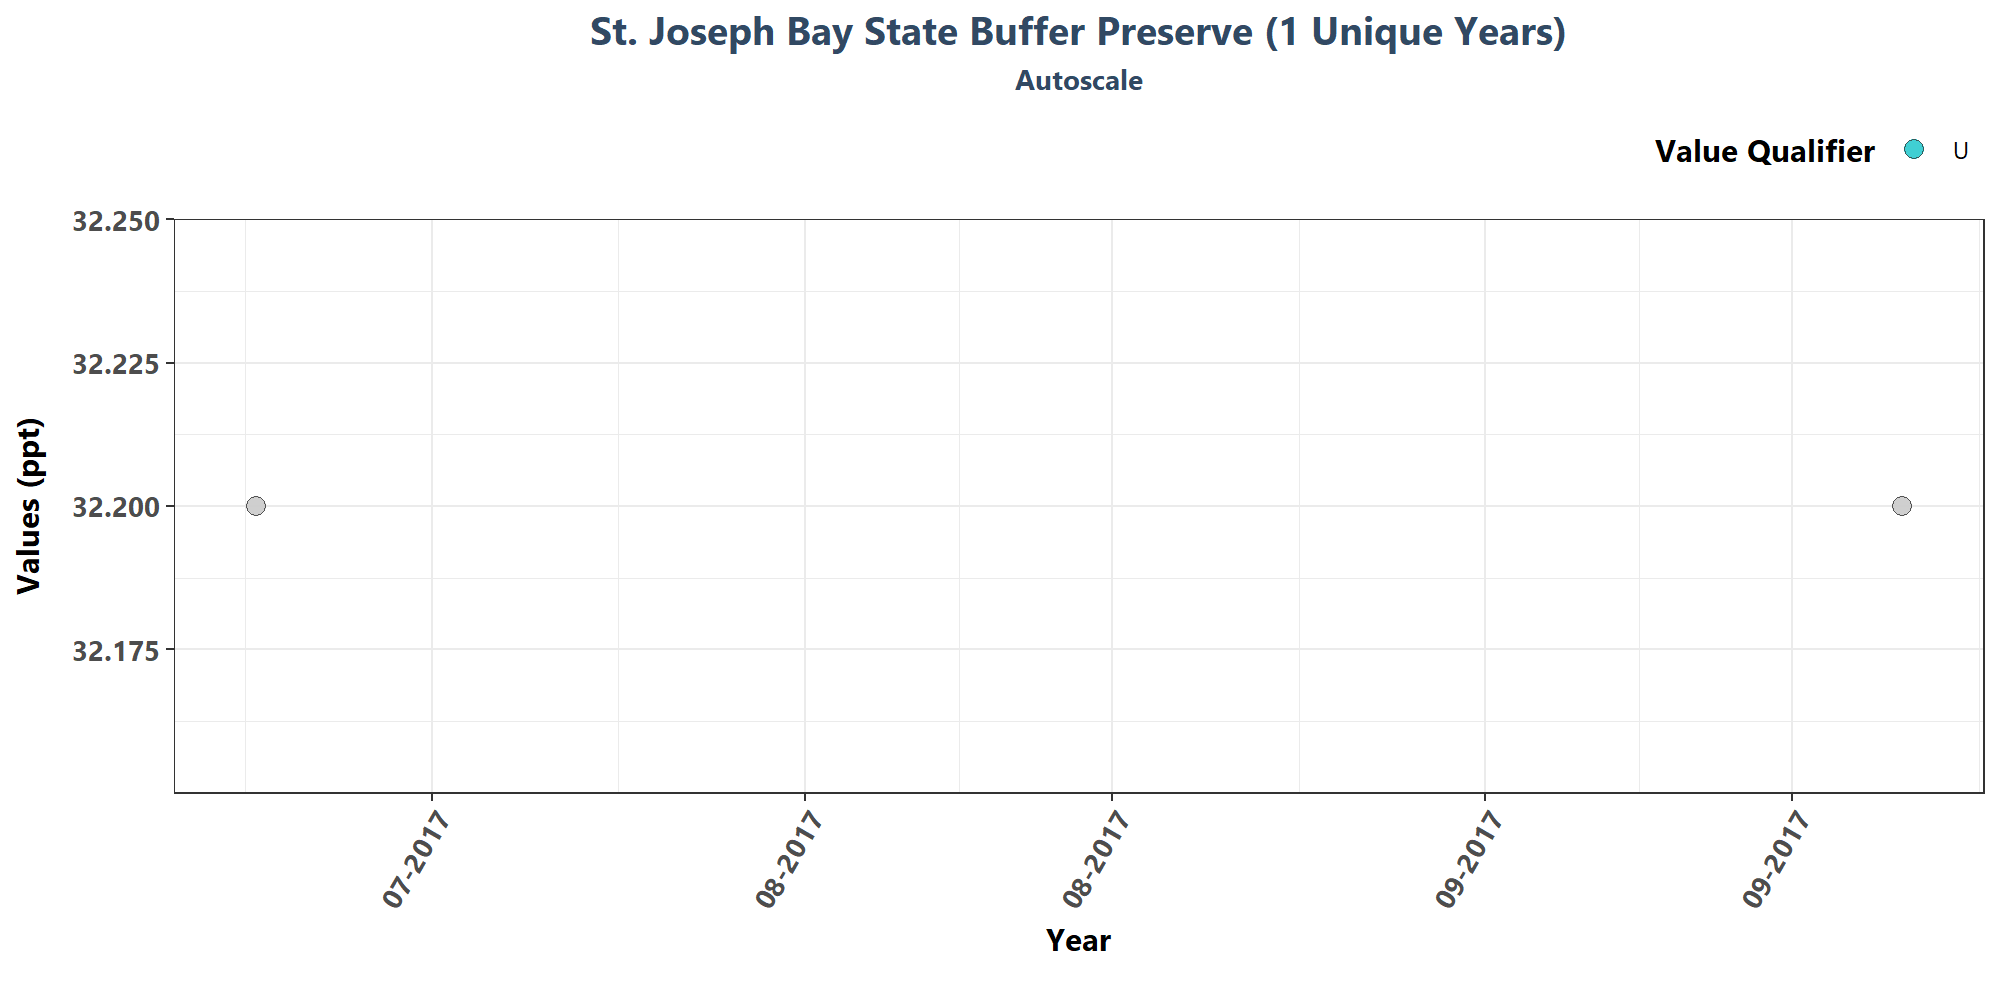 St. Joseph Bay State Buffer Preserve (1 Unique Years)
Autoscale
Value Qualifier U
32.250
32.225
32.200
32.175
Values (ppt)
07-2017 08-2017 08-2017 09-2017 09-2017
Year